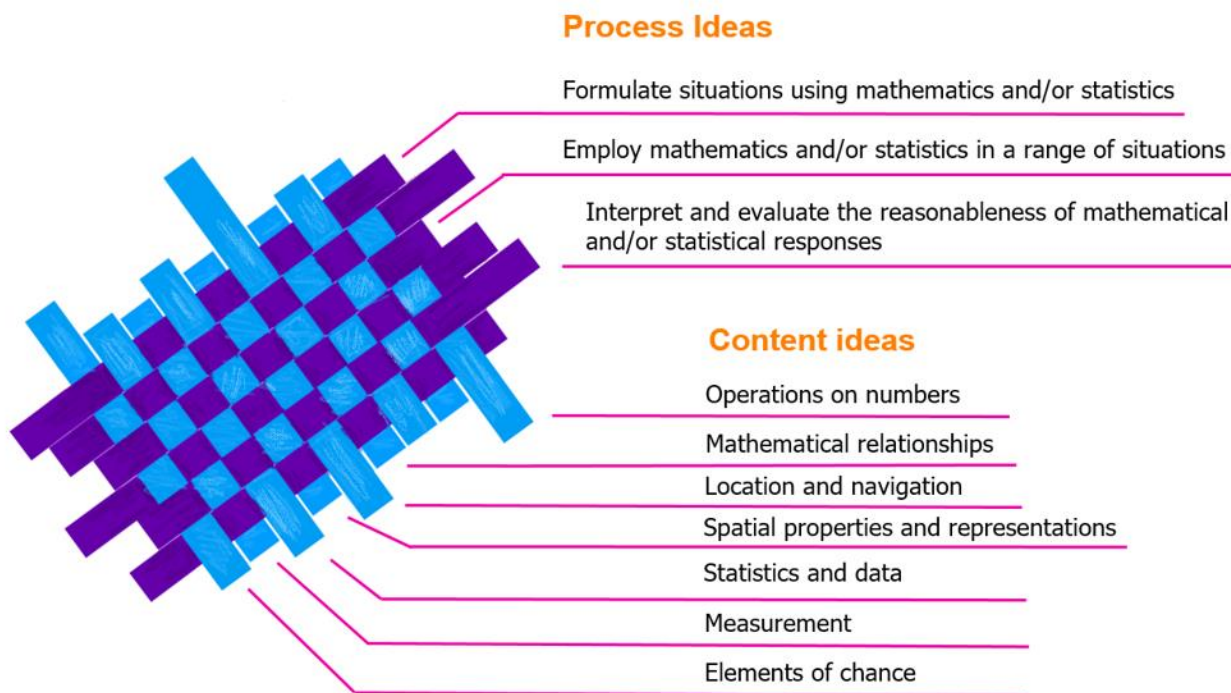 Process Ideas
Formulate situations using mathematics and/or statistics
Employ mathematics and/or statistics in a range of situations
Interpret and evaluate the reasonableness of mathematical
and/or statistical responses
Content ideas
Operations on numbers
Mathematical relationships
Location and navigation
Spatial properties and representations
Statistics and data
Measurement
Elements of chance